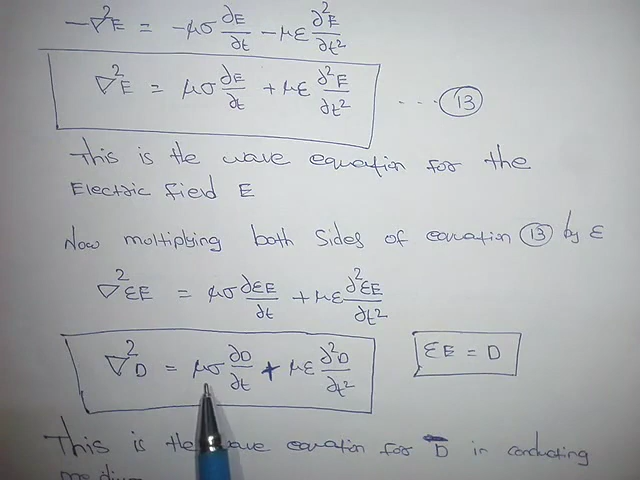 −∇²E = −μσ ∂E/∂t − με ∂²E/∂t²
∇²E = μσ ∂E/∂t + με ∂²E/∂t² ---- (13)
This is the wave equation for the
Electric field E
Now multiplying both sides of equation (13) by ε
∇²εE = μσ ∂εE/∂t + με ∂²εE/∂t²
∇²D = μσ ∂D/∂t + με ∂²D/∂t² εE = D
This is the wave equation for D in conducting